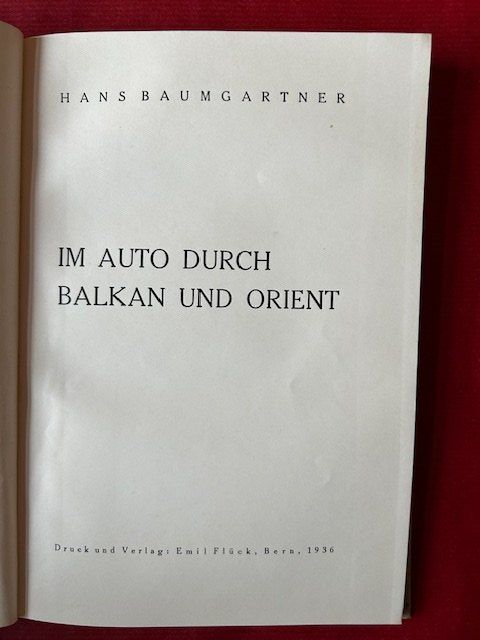 HANS BAUMGARTNER
IM AUTO DURCH
BALKAN UND ORIENT
Druck und Verlag: Emil Flück, Bern, 1936